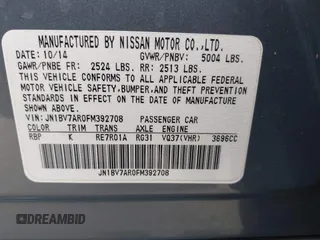 MANUFACTURED BY NISSAN MOTOR CO.,LTD.
DATE: 10/14 GVWR/PNBV: 5004 LBS.
GAWR/PNBE FR: 2524 LBS. RR: 2513 LBS.
THIS VEHICLE CONFORMS TO ALL APPLICABLE FEDERAL
MOTOR VEHICLE SAFETY,BUMPER,AND THEFT PREVENTION
STANDARDS IN EFFECT ON THE DATE OF MANUFACTURE
SHOWN ABOVE.
VIN: JN1BV7AR0FM392708 PASSENGER CAR
COLOR TRIM TRANS AXLE ENGINE
RBP K RE7R01A RG31 VQ37(VHR) 3696CC
JN1BV7AR0FM392708
DREAMBID